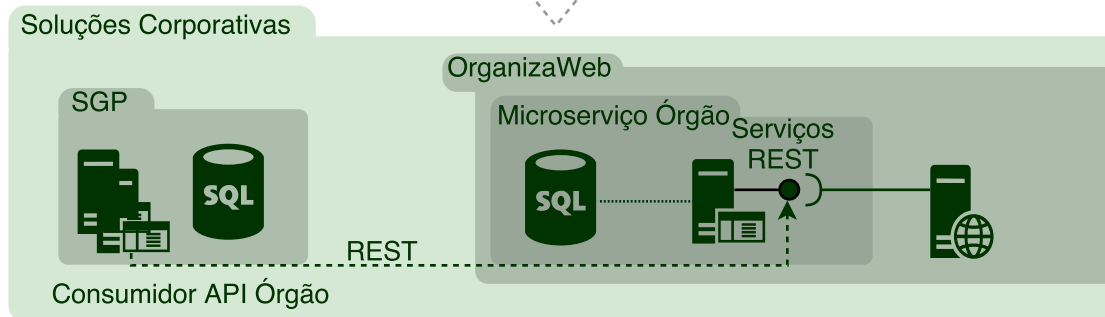 Soluções Corporativas
OrganizaWeb
SGP
Microserviço Órgão
Serviços
REST
SQL
SQL
REST
Consumidor API Órgão